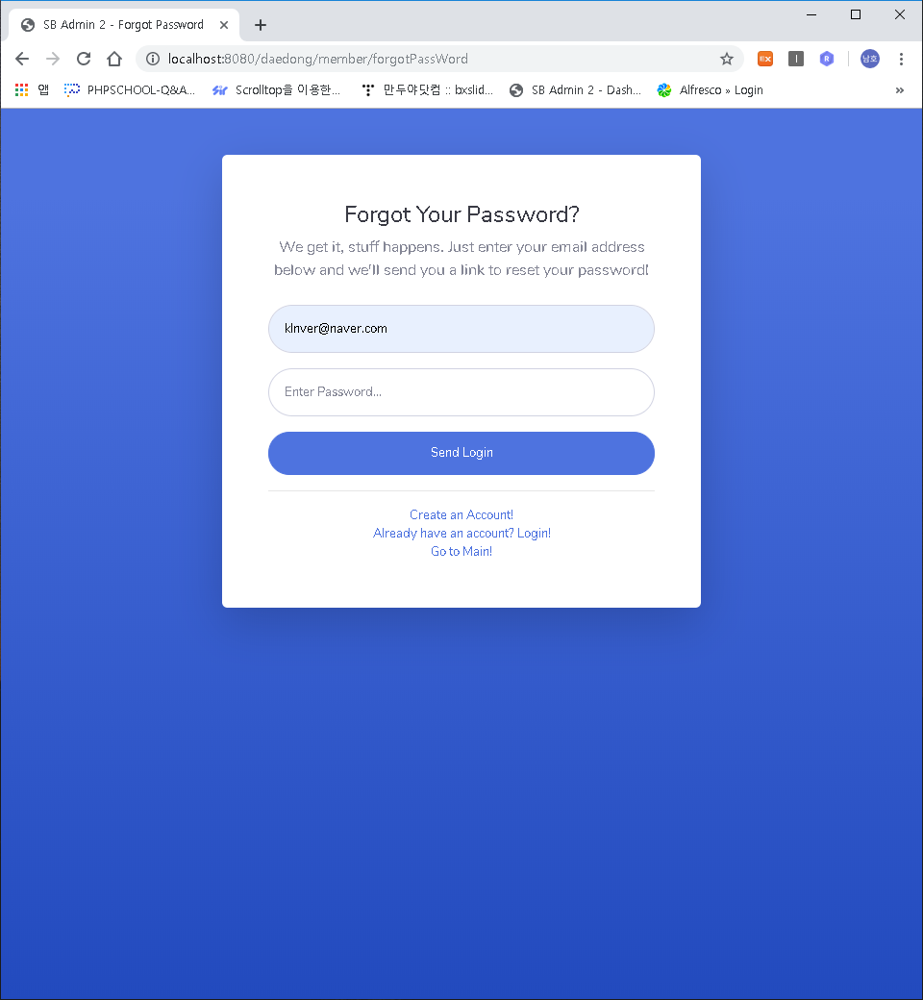 SB Admin 2 - Forgot Password
localhost:8080/daedong/member/forgotPassWord
남호
앱 PHPSCHOOL-Q&A... Scrolltop을 이용한... 만두야닷컴 :: bxslid... SB Admin 2 - Dash... Alfresco » Login »
Forgot Your Password?
We get it, stuff happens. Just enter your email address
below and we'll send you a link to reset your password!
klnver@naver.com
Enter Password...
Send Login
Create an Account!
Already have an account? Login!
Go to Main!